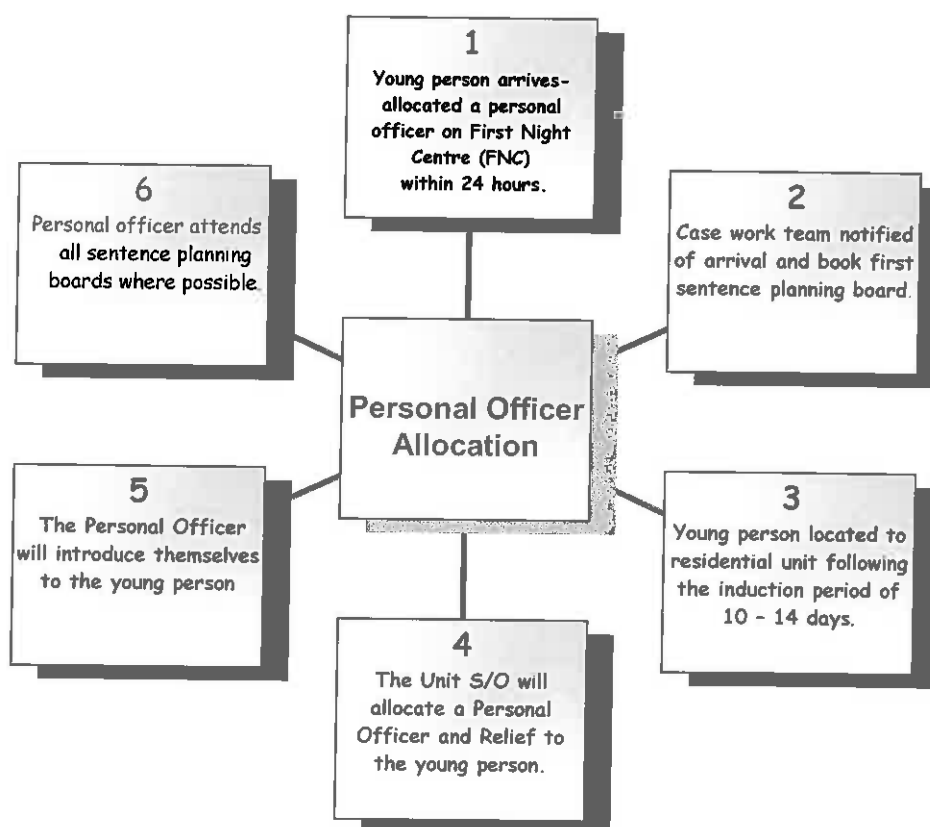 1
Young person arrives-
allocated a personal
officer on First Night
Centre (FNC)
within 24 hours.
2
Case work team notified
of arrival and book first
sentence planning board.
3
Young person located to
residential unit following
the induction period of
10 - 14 days.
4
The Unit S/O will
allocate a Personal
Officer and Relief to
the young person.
5
The Personal Officer
will introduce themselves
to the young person
6
Personal officer attends
all sentence planning
boards where possible.
Personal Officer
Allocation